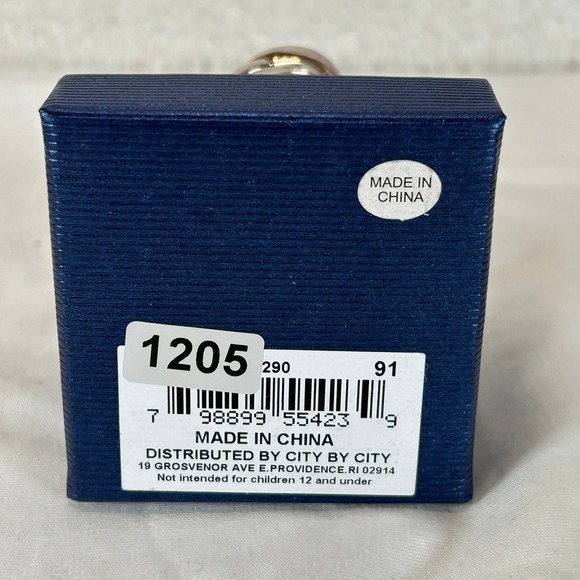 MADE IN
CHINA
1205
290 91
7 98899 55423 9
MADE IN CHINA
DISTRIBUTED BY CITY BY CITY
19 GROSVENOR AVE E.PROVIDENCE.RI 02914
Not intended for children 12 and under